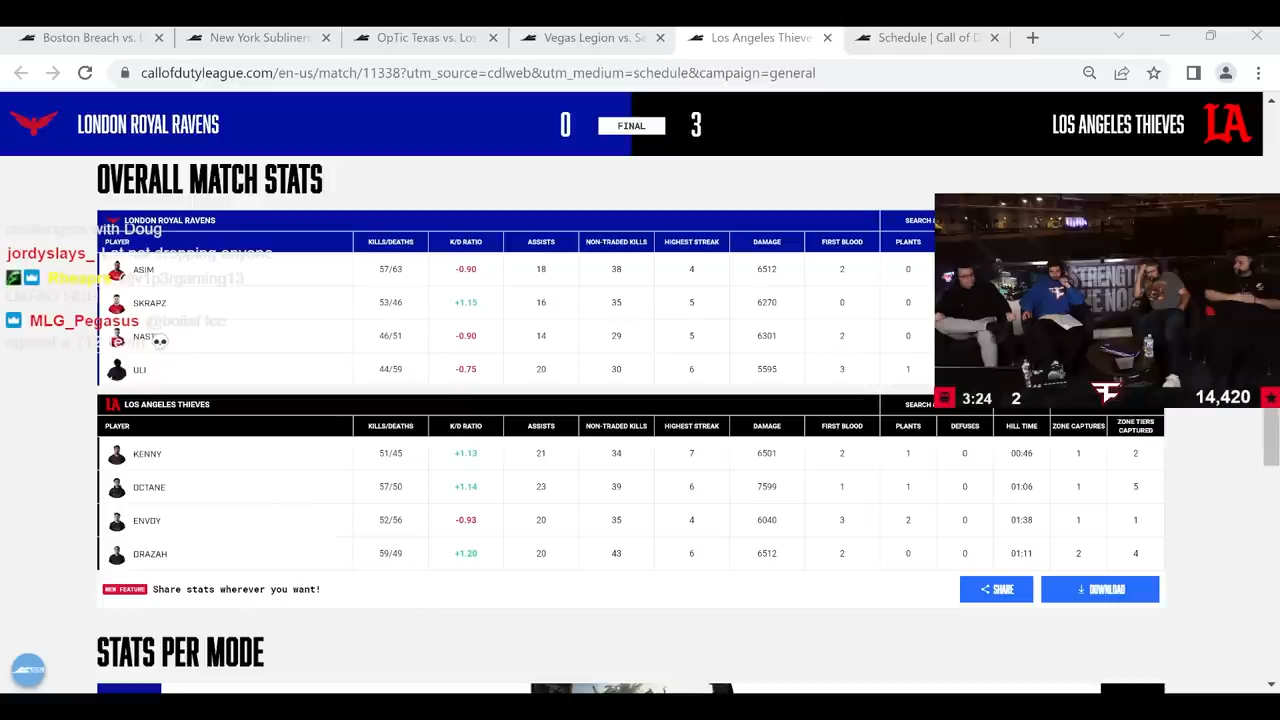 Boston Breach vs. L
New York Subliners
OpTic Texas vs. Los
Vegas Legion vs. Se
Los Angeles Thieve
Schedule | Call of D
callofdutyleague.com/en-us/match/11338?utm_source=cdlweb&utm_medium=schedule&campaign=general
LONDON ROYAL RAVENS
0
FINAL
3
LOS ANGELES THIEVES
LA
OVERALL MATCH STATS
LONDON ROYAL RAVENS
SEARCH &
PLAYER KILLS/DEATHS K/D RATIO ASSISTS NON-TRADED KILLS HIGHEST STREAK DAMAGE FIRST BLOOD PLANTS
ASIM 57/63 -0.90 18 38 4 6512 2 0
SKRAPZ 53/46 +1.15 16 35 5 6270 0 0
NAST 46/51 -0.90 14 29 5 6301 2 0
ULI 44/59 -0.75 20 30 6 5595 3 1
with Doug
jordyslays_
dropping anyone
MLG_Pegasus
STRENGTH
3:24 2
14,420
LA LOS ANGELES THIEVES
SEARCH
PLAYER KILLS/DEATHS K/D RATIO ASSISTS NON-TRADED KILLS HIGHEST STREAK DAMAGE FIRST BLOOD PLANTS DEFUSES HILL TIME ZONE CAPTURES ZONE TIERS CAPTURED
KENNY 51/45 +1.13 21 34 7 6501 2 1 0 00:46 1 2
OCTANE 57/50 +1.14 23 39 6 7599 1 1 0 01:06 1 5
ENVOY 52/56 -0.93 20 35 4 6040 3 2 0 01:38 1 1
DRAZAH 59/49 +1.20 20 43 6 6512 2 0 0 01:11 2 4
NEW FEATURE Share stats wherever you want!
SHARE
DOWNLOAD
STATS PER MODE